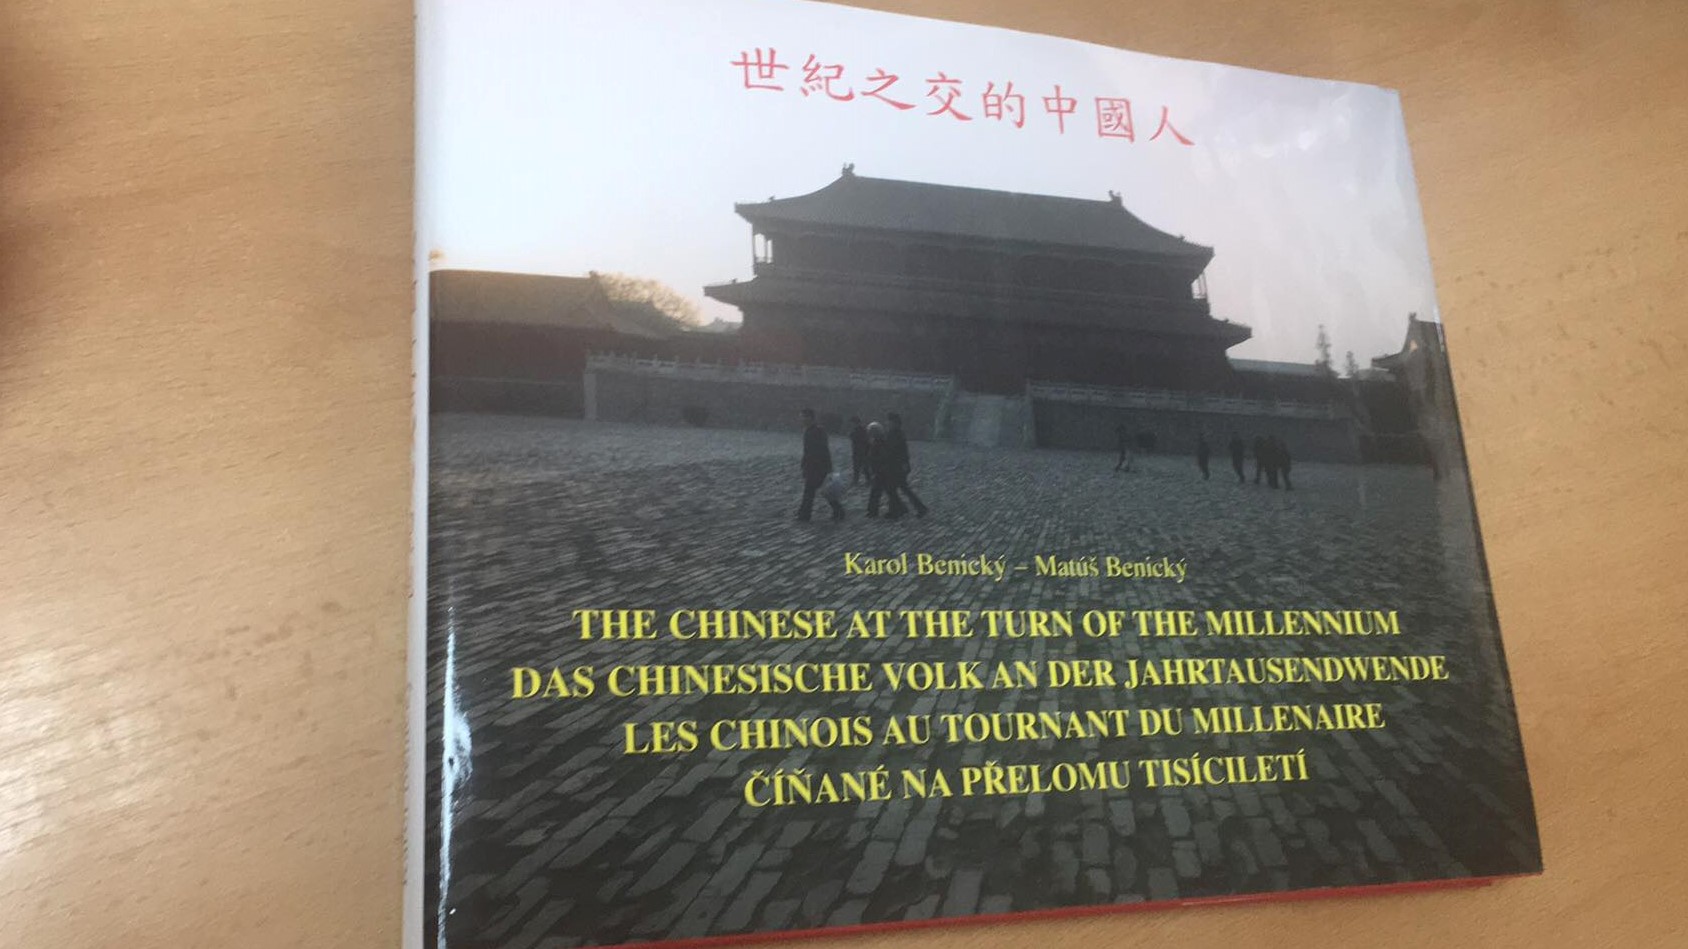 世紀之交的中國人
Karol Benický – Matúš Benický
THE CHINESE AT THE TURN OF THE MILLENNIUM
DAS CHINESISCHE VOLK AN DER JAHRTAUSENDWENDE
LES CHINOIS AU TOURNANT DU MILLENAIRE
ČÍŇANÉ NA PŘELOMU TISÍCILETÍ